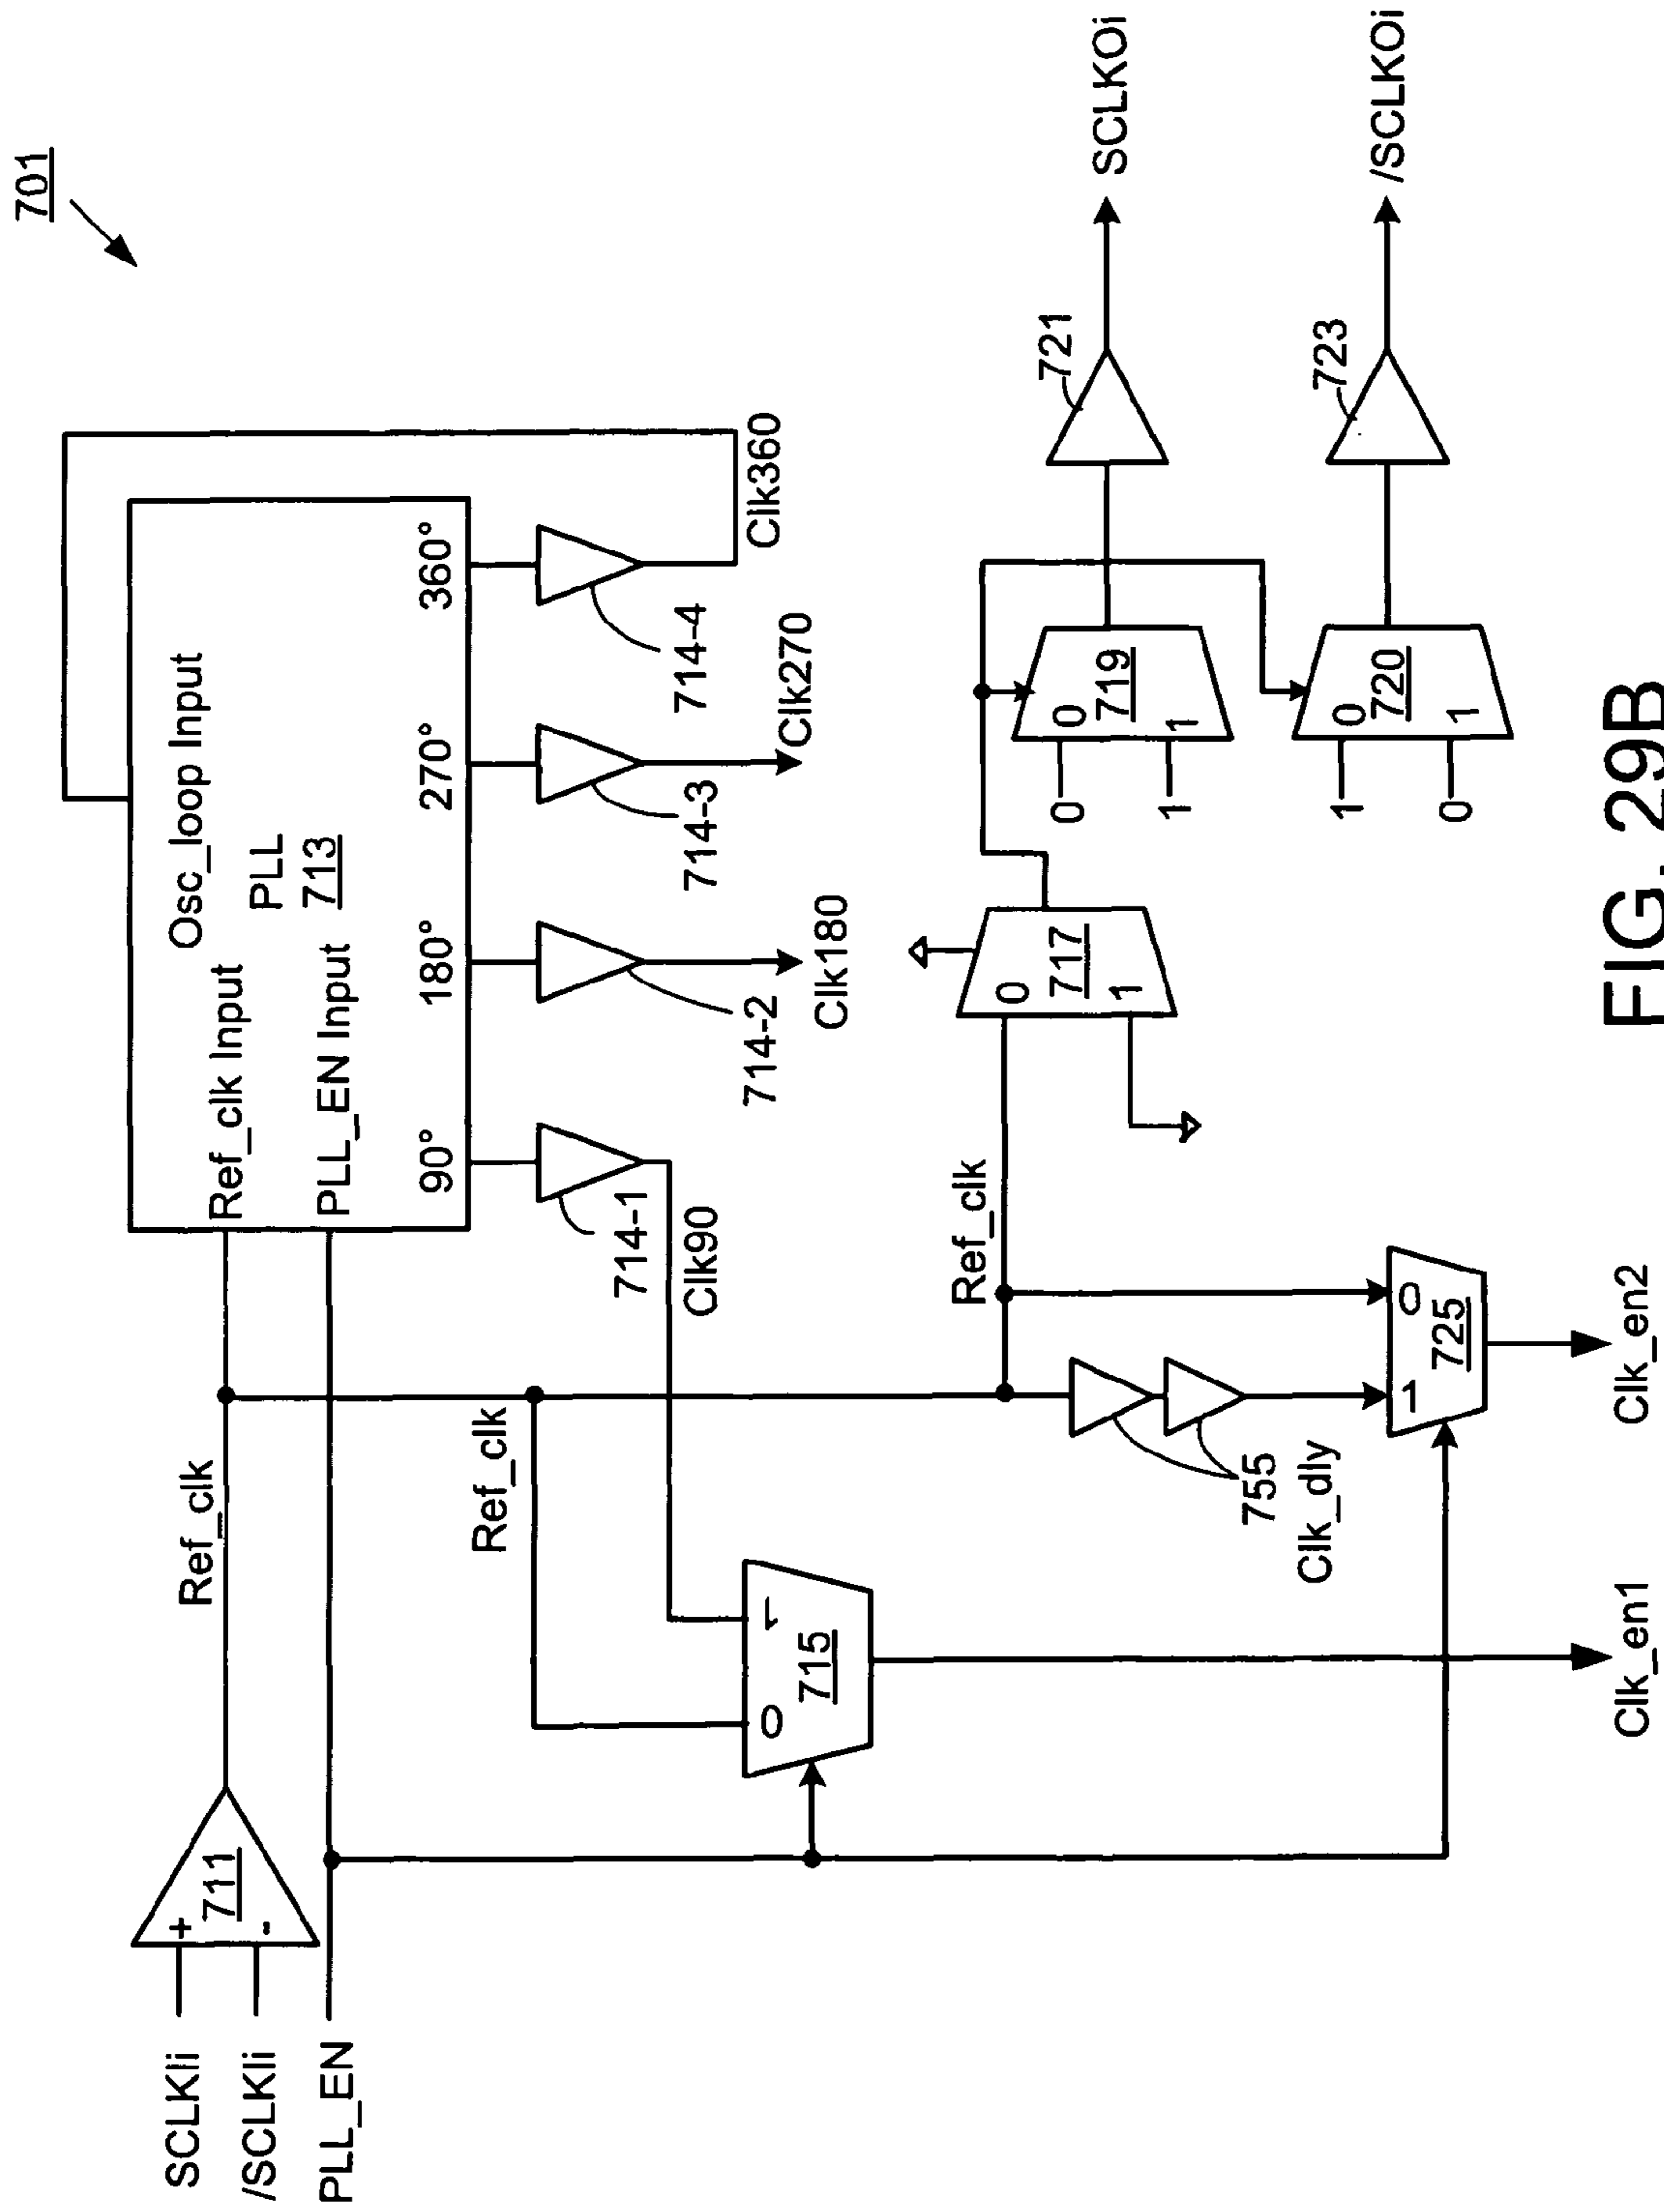 701
SCLKIi
/SCLKIi
PLL_EN
+
711
-
Ref_clk
Osc_loop Input
Ref_clk Input
PLL
713
PLL_EN Input
90° 180° 270° 360°
714-1
Clk90
714-2
Clk180
714-3
Clk270
714-4
Clk360
Ref_clk
0 1
715
Clk_en1
Ref_clk
755
Clk_dly
1 0
725
Clk_en2
0
717
1
0 0
719
1 1
721
SCLKOi
1 0
720
0 1
723
/SCLKOi
FIG. 29B